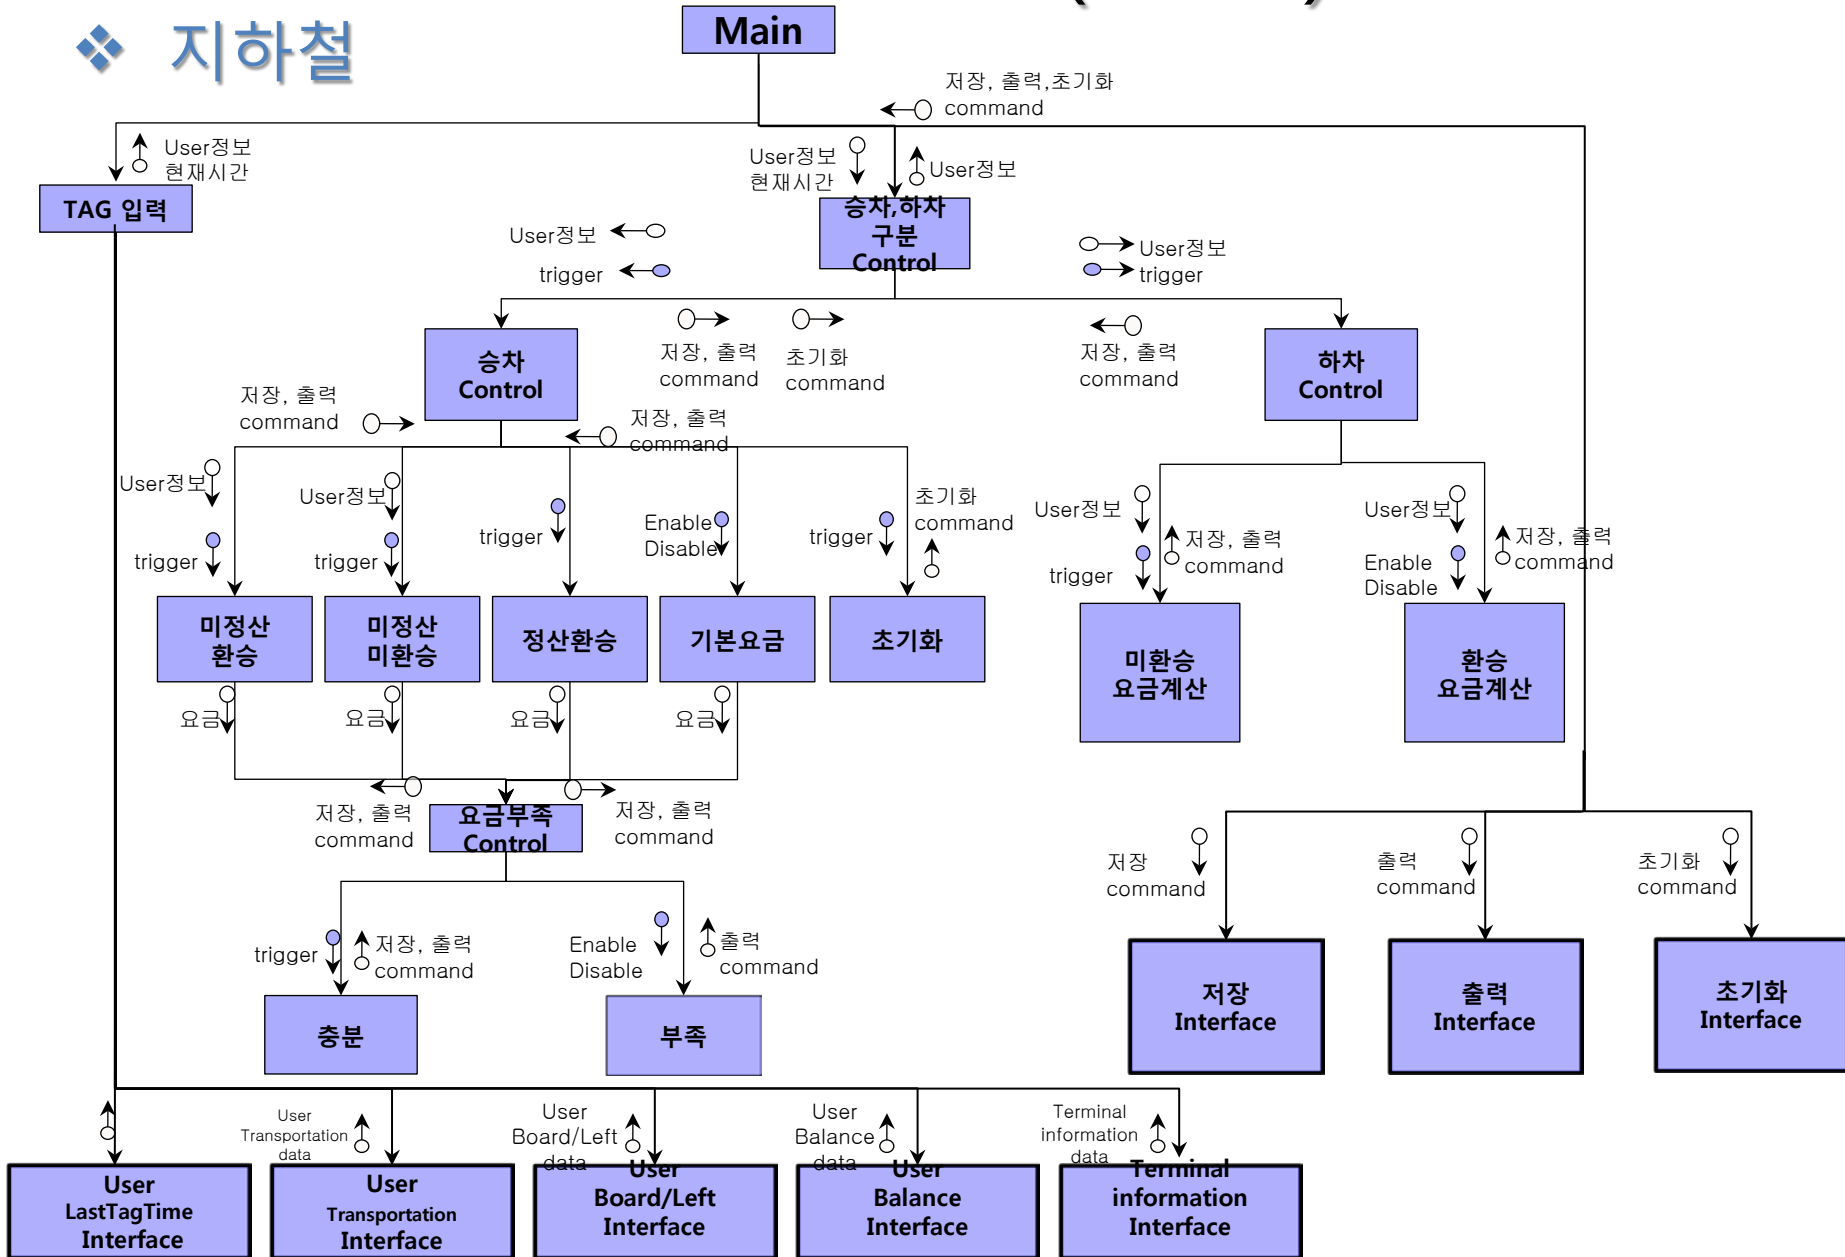 Main
지하철
저장, 출력,초기화
command
User정보
현재시간
User정보
현재시간
User정보
TAG 입력
승차,하차
구분
Control
User정보
trigger
User정보
trigger
승차
Control
저장, 출력
command
초기화
command
저장, 출력
command
하차
Control
저장, 출력
command
저장, 출력
command
User정보
trigger
User정보
trigger
trigger
Enable
Disable
trigger
초기화
command
User정보
trigger
저장, 출력
command
User정보
Enable
Disable
저장, 출력
command
미정산
환승
미정산
미환승
정산환승
기본요금
초기화
미환승
요금계산
환승
요금계산
요금
요금
요금
요금
저장, 출력
command
요금부족
Control
저장, 출력
command
저장
command
출력
command
초기화
command
trigger
저장, 출력
command
Enable
Disable
출력
command
충분
부족
저장
Interface
출력
Interface
초기화
Interface
User
Transportation
data
User
Board/Left
data
User
Balance
data
Terminal
information
data
User
LastTagTime
Interface
User
Transportation
Interface
User
Board/Left
Interface
User
Balance
Interface
Terminal
information
Interface